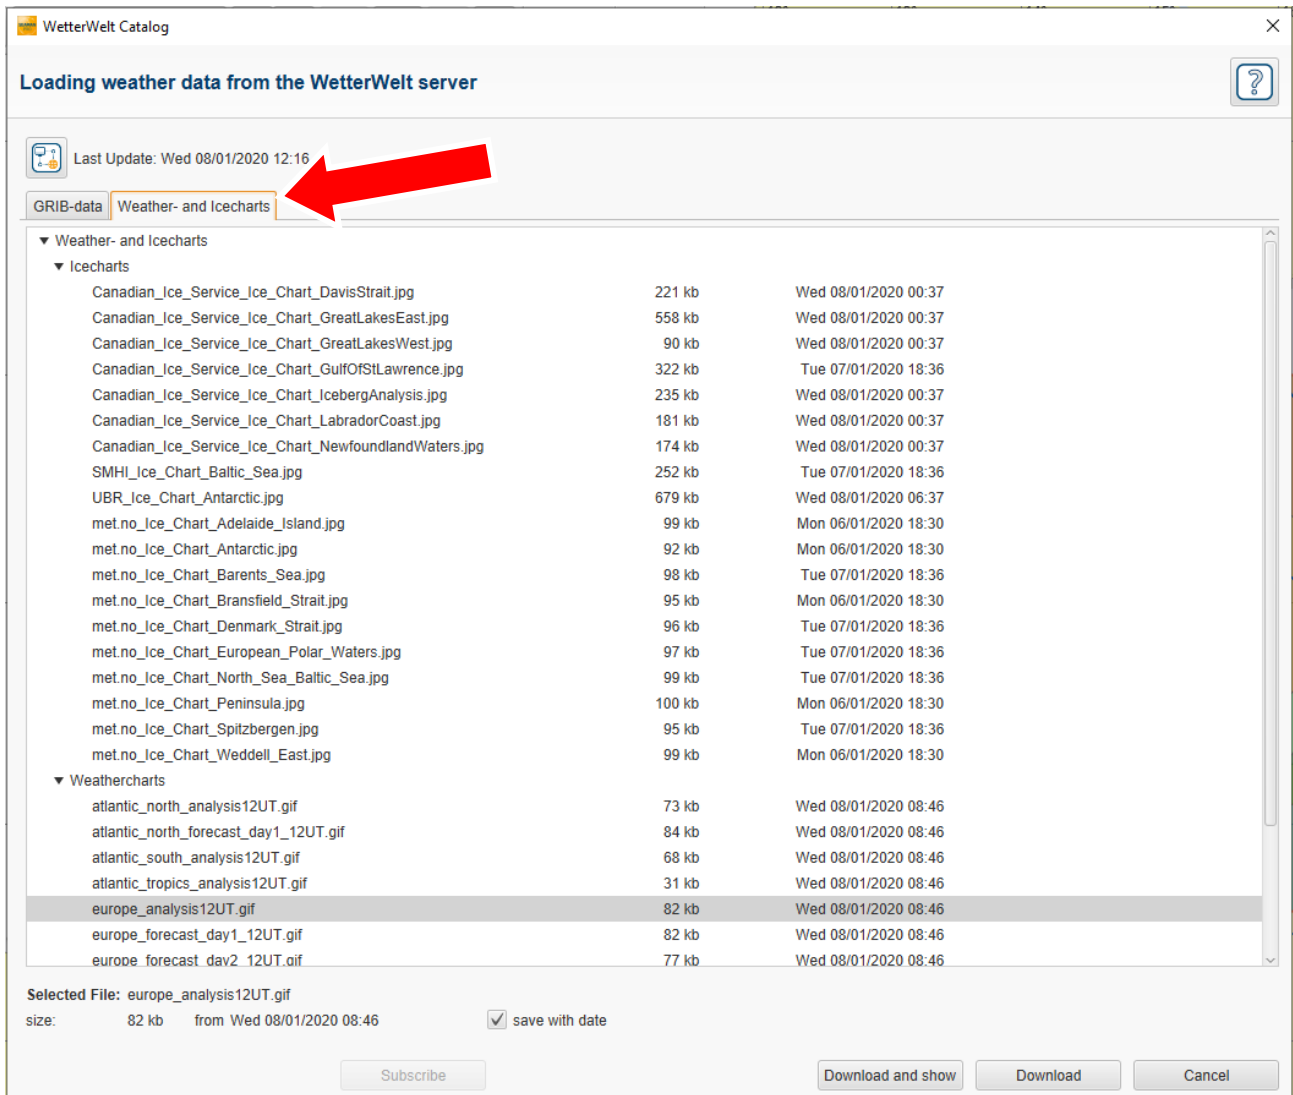 WetterWelt Catalog
Loading weather data from the WetterWelt server
Last Update: Wed 08/01/2020 12:16
GRIB-data Weather- and Icecharts
Weather- and Icecharts
Icecharts
Canadian_Ice_Service_Ice_Chart_DavisStrait.jpg 221 kb Wed 08/01/2020 00:37
Canadian_Ice_Service_Ice_Chart_GreatLakesEast.jpg 558 kb Wed 08/01/2020 00:37
Canadian_Ice_Service_Ice_Chart_GreatLakesWest.jpg 90 kb Wed 08/01/2020 00:37
Canadian_Ice_Service_Ice_Chart_GulfOfStLawrence.jpg 322 kb Tue 07/01/2020 18:36
Canadian_Ice_Service_Ice_Chart_IcebergAnalysis.jpg 235 kb Wed 08/01/2020 00:37
Canadian_Ice_Service_Ice_Chart_LabradorCoast.jpg 181 kb Wed 08/01/2020 00:37
Canadian_Ice_Service_Ice_Chart_NewfoundlandWaters.jpg 174 kb Wed 08/01/2020 00:37
SMHI_Ice_Chart_Baltic_Sea.jpg 252 kb Tue 07/01/2020 18:36
UBR_Ice_Chart_Antarctic.jpg 679 kb Wed 08/01/2020 06:37
met.no_Ice_Chart_Adelaide_Island.jpg 99 kb Mon 06/01/2020 18:30
met.no_Ice_Chart_Antarctic.jpg 92 kb Mon 06/01/2020 18:30
met.no_Ice_Chart_Barents_Sea.jpg 98 kb Tue 07/01/2020 18:36
met.no_Ice_Chart_Bransfield_Strait.jpg 95 kb Mon 06/01/2020 18:30
met.no_Ice_Chart_Denmark_Strait.jpg 96 kb Tue 07/01/2020 18:36
met.no_Ice_Chart_European_Polar_Waters.jpg 97 kb Tue 07/01/2020 18:36
met.no_Ice_Chart_North_Sea_Baltic_Sea.jpg 99 kb Tue 07/01/2020 18:36
met.no_Ice_Chart_Peninsula.jpg 100 kb Mon 06/01/2020 18:30
met.no_Ice_Chart_Spitzbergen.jpg 95 kb Tue 07/01/2020 18:36
met.no_Ice_Chart_Weddell_East.jpg 99 kb Mon 06/01/2020 18:30
Weathercharts
atlantic_north_analysis12UT.gif 73 kb Wed 08/01/2020 08:46
atlantic_north_forecast_day1_12UT.gif 84 kb Wed 08/01/2020 08:46
atlantic_south_analysis12UT.gif 68 kb Wed 08/01/2020 08:46
atlantic_tropics_analysis12UT.gif 31 kb Wed 08/01/2020 08:46
europe_analysis12UT.gif 82 kb Wed 08/01/2020 08:46
europe_forecast_day1_12UT.gif 82 kb Wed 08/01/2020 08:46
europe_forecast_day2_12UT.gif 77 kb Wed 08/01/2020 08:46
Selected File: europe_analysis12UT.gif
size: 82 kb from Wed 08/01/2020 08:46 save with date
Subscribe Download and show Download Cancel